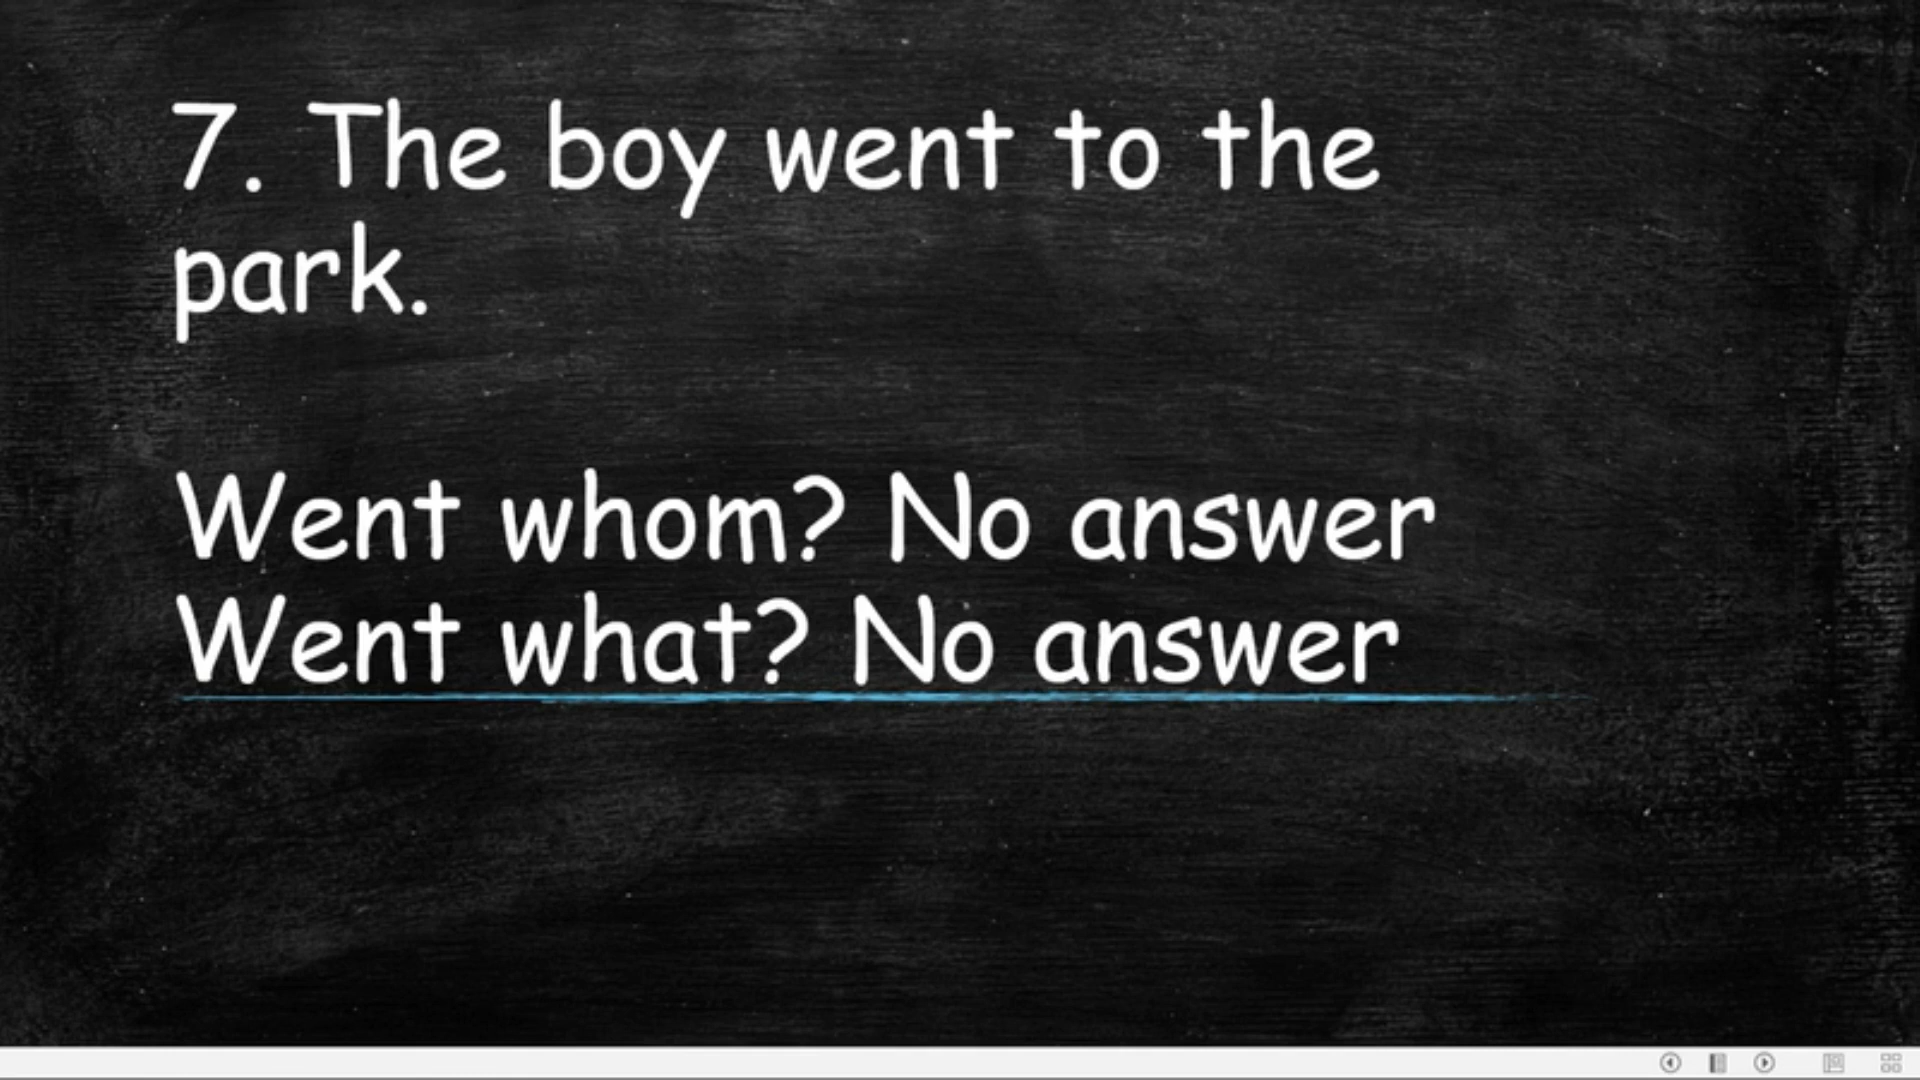 7. The boy went to the
park.
Went whom? No answer
Went what? No answer